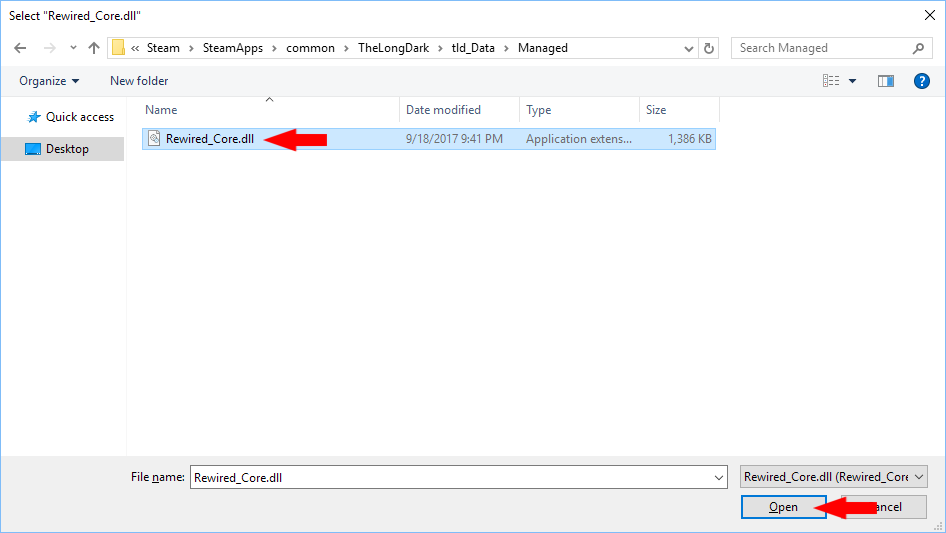 Select "Rewired_Core.dll"
« Steam > SteamApps > common > TheLongDark > tld_Data > Managed
Search Managed
Organize New folder
?
Name Date modified Type Size
Quick access
Rewired_Core.dll 9/18/2017 9:41 PM Application extens... 1,386 KB
Desktop
File name: Rewired_Core.dll Rewired_Core.dll (Rewired_Core
Open ancel